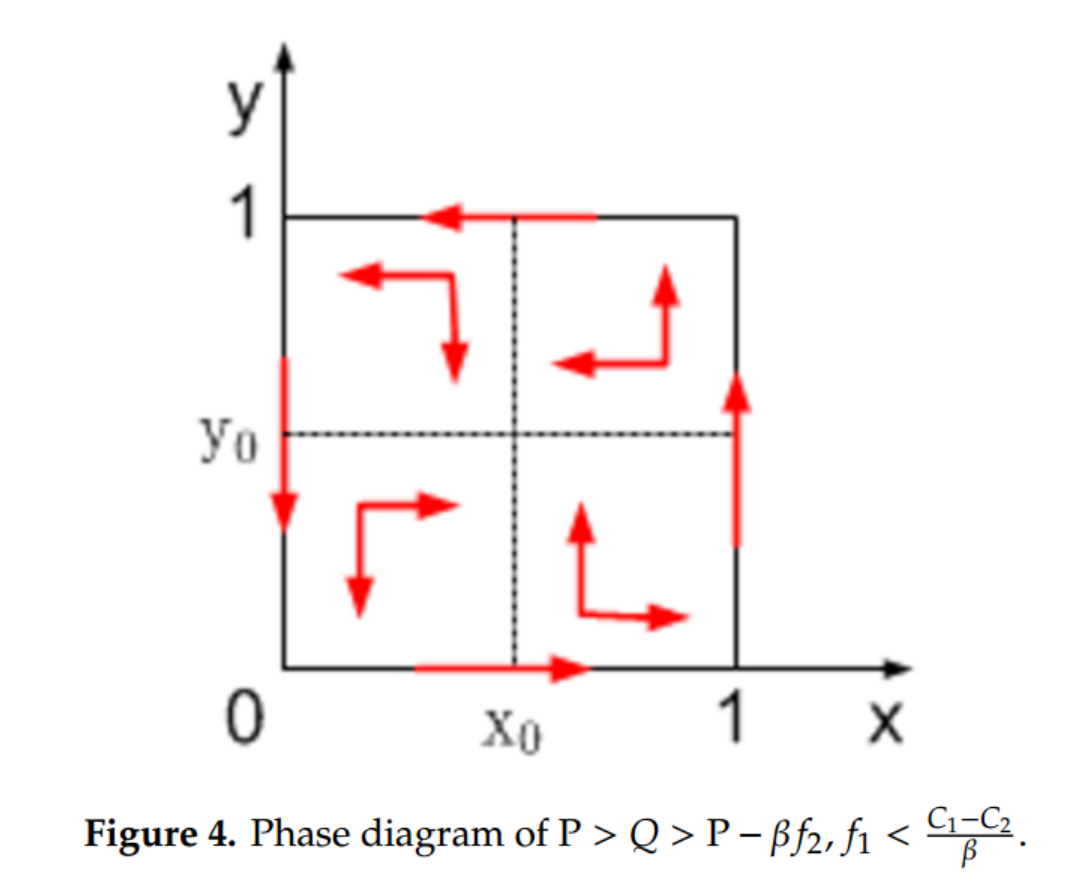 y
1
y₀
0
x₀
1
x
Figure 4. Phase diagram of P > Q > P − βf₂, f₁ < (C₁−C₂)/β.